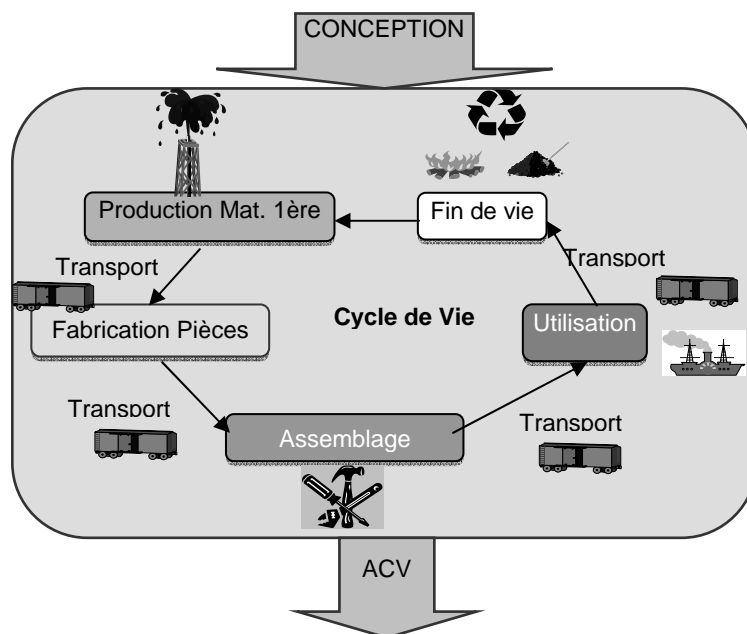 CONCEPTION
Production Mat. 1ère
Fin de vie
Transport
Transport
Fabrication Pièces
Cycle de Vie
Utilisation
Transport
Assemblage
Transport
ACV